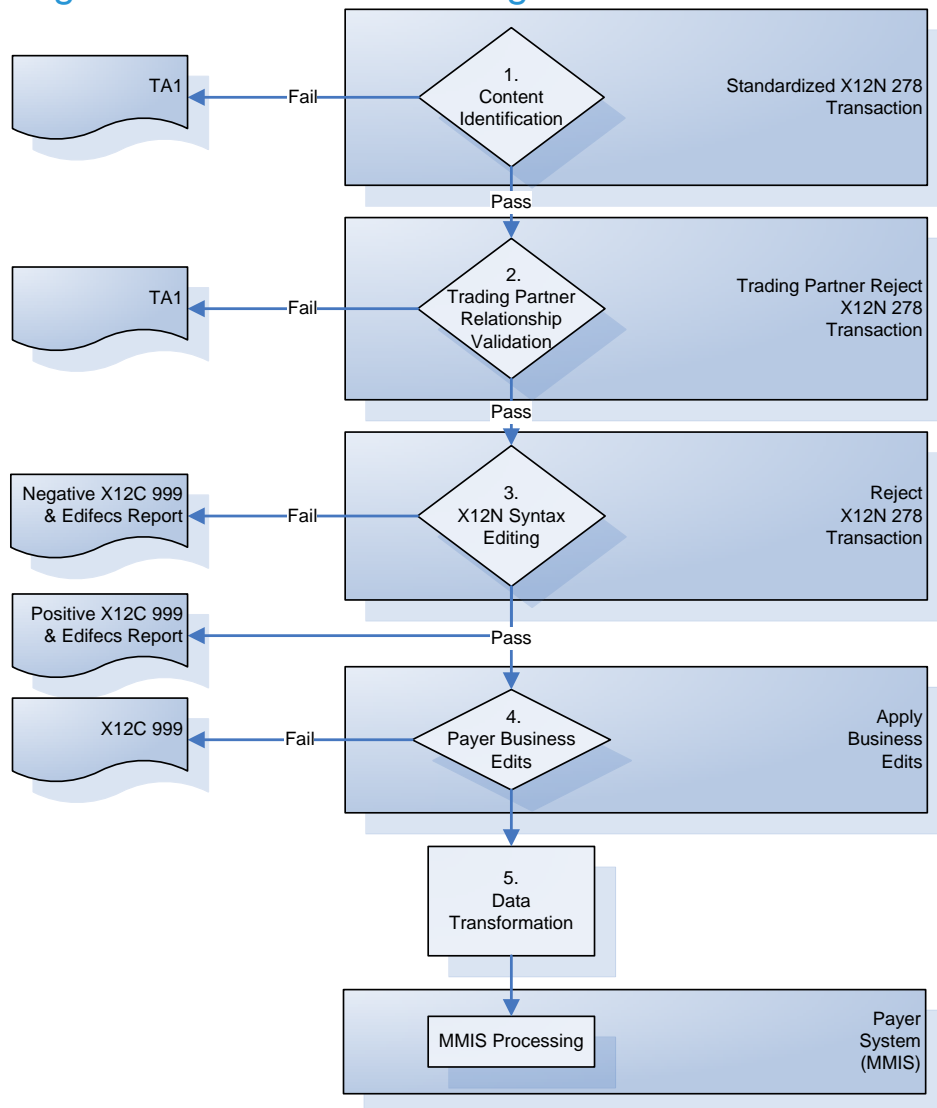 TA1
Fail
1.
Content
Identification
Standardized X12N 278
Transaction
Pass
TA1
Fail
2.
Trading Partner
Relationship
Validation
Trading Partner Reject
X12N 278
Transaction
Pass
Negative X12C 999
& Edifecs Report
Fail
3.
X12N Syntax
Editing
Reject
X12N 278
Transaction
Positive X12C 999
& Edifecs Report
Pass
X12C 999
Fail
4.
Payer Business
Edits
Apply
Business
Edits
5.
Data
Transformation
MMIS Processing
Payer
System
(MMIS)